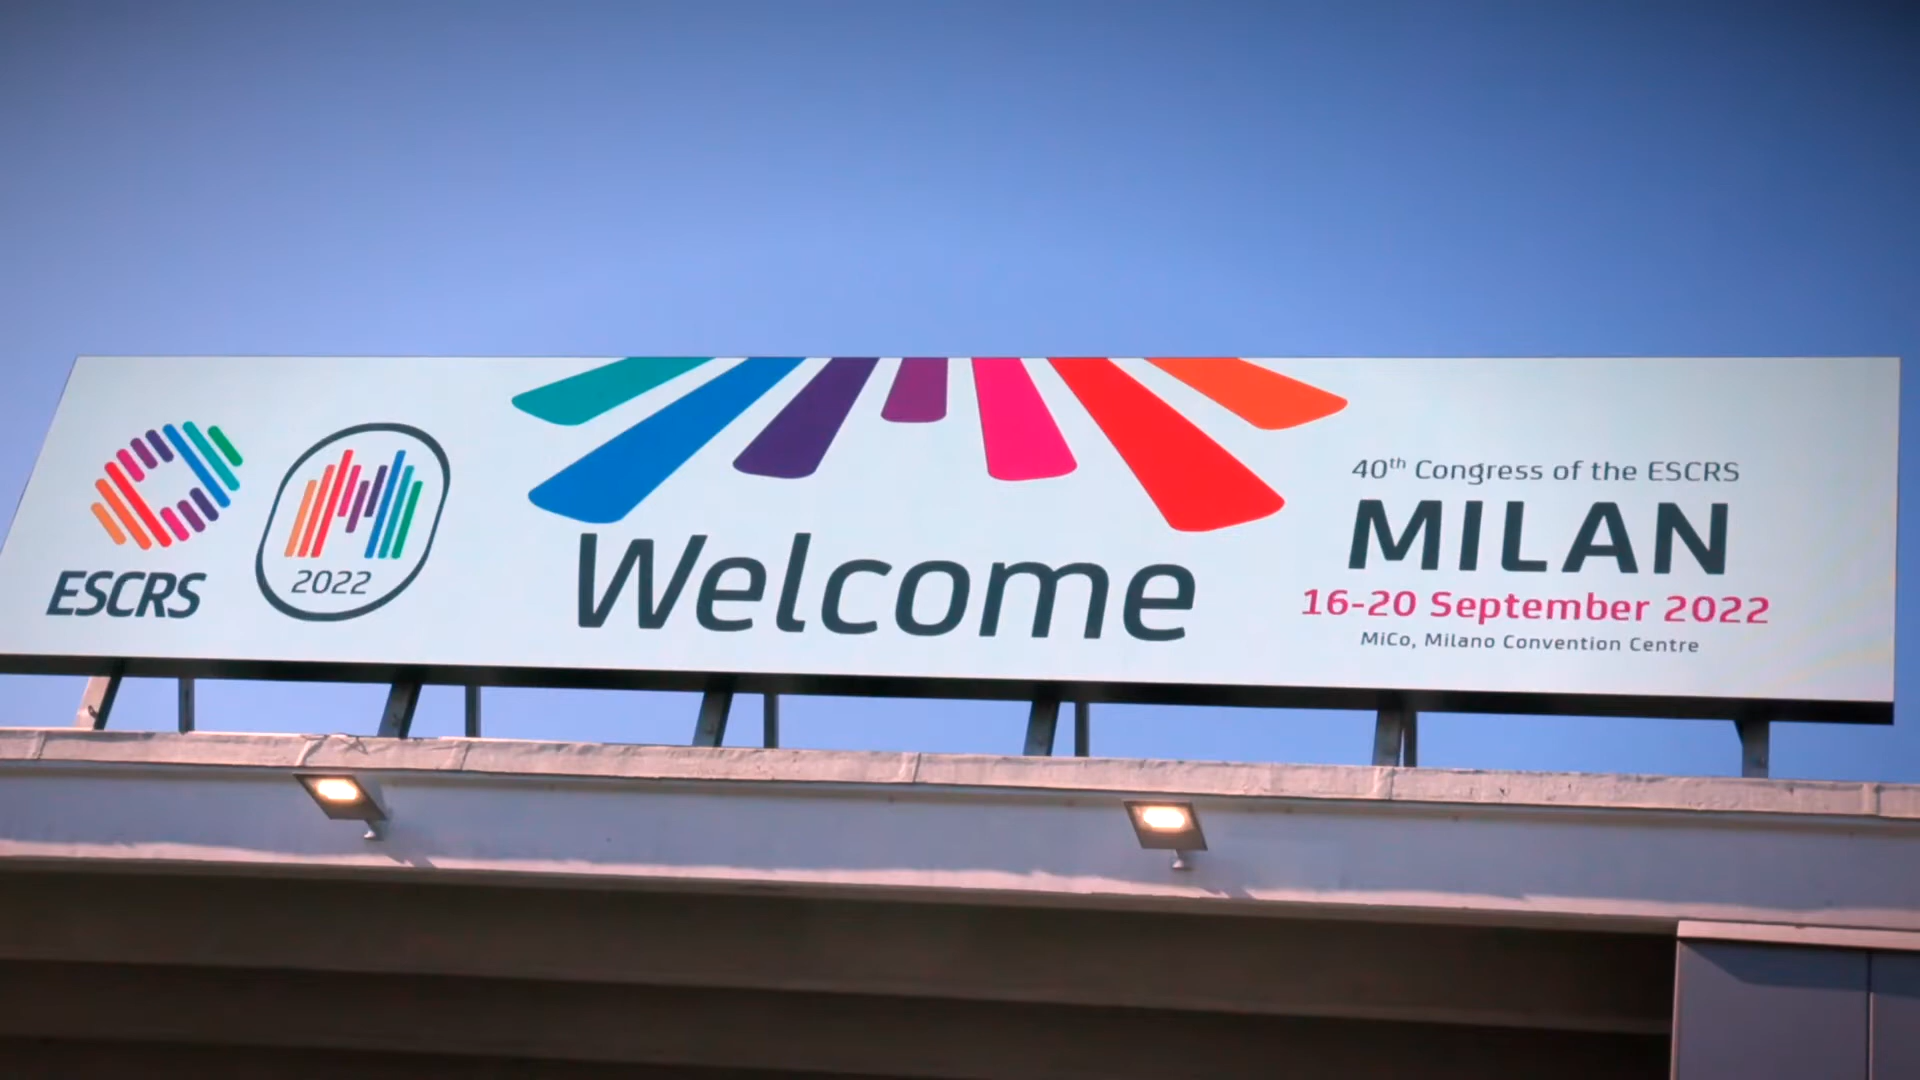 ESCRS
2022
Welcome
40th Congress of the ESCRS
MILAN
16-20 September 2022
MiCo, Milano Convention Centre